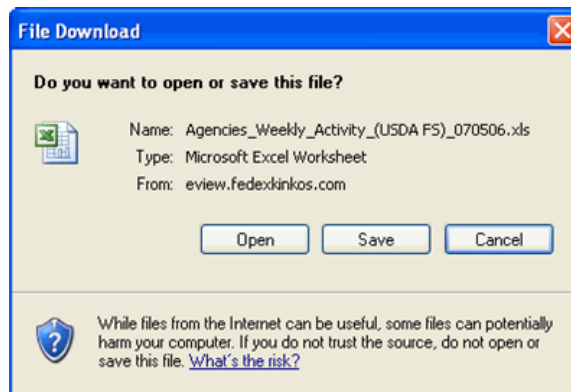 File Download
Do you want to open or save this file?
Name: Agencies_Weekly_Activity_(USDA FS)_070506.xls
Type: Microsoft Excel Worksheet
From: eview.fedexkinkos.com
Open Save Cancel
While files from the Internet can be useful, some files can potentially
harm your computer. If you do not trust the source, do not open or
save this file. What's the risk?